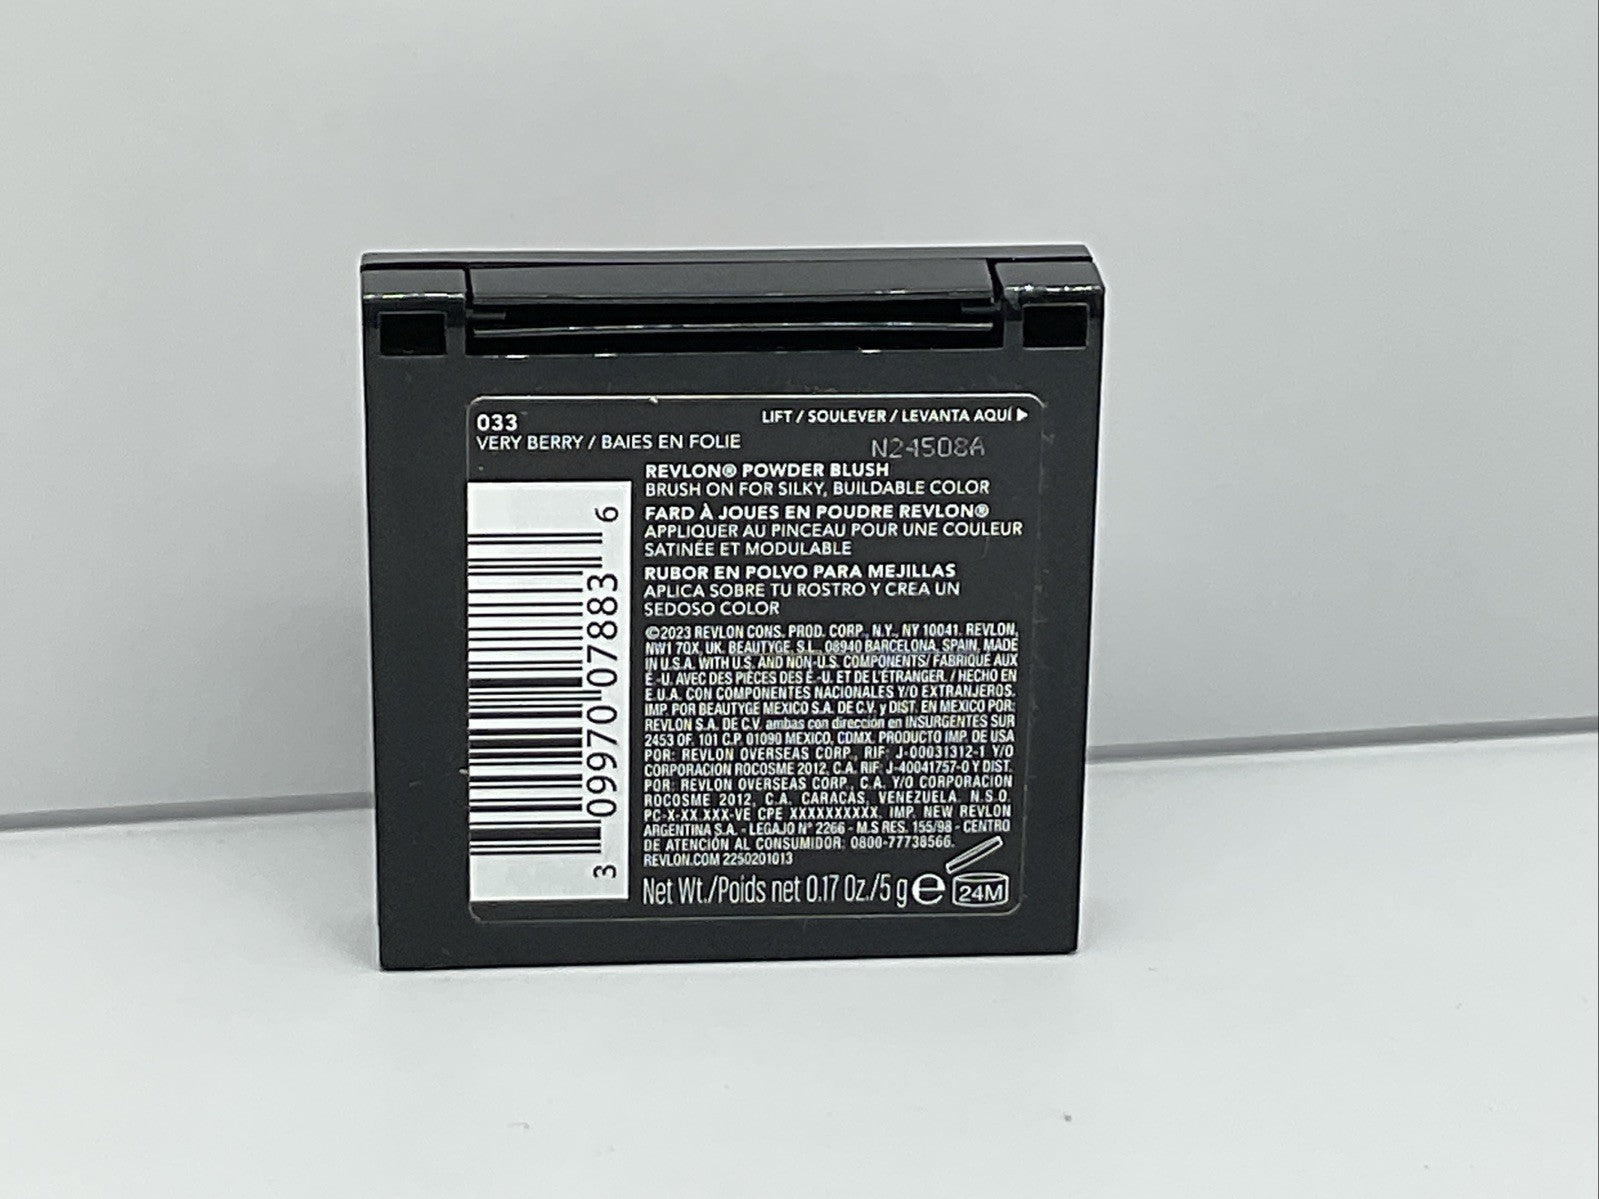 033
VERY BERRY / BAIES EN FOLIE
LIFT / SOULEVER / LEVANTA AQUÍ
N24508A
REVLON® POWDER BLUSH
BRUSH ON FOR SILKY, BUILDABLE COLOR
FARD À JOUES EN POUDRE REVLON®
APPLIQUER AU PINCEAU POUR UNE COULEUR
SATINÉE ET MODULABLE
RUBOR EN POLVO PARA MEJILLAS
APLICA SOBRE TU ROSTRO Y CREA UN
SEDOSO COLOR
©2023 REVLON CONS. PROD. CORP., N.Y., NY 10041. REVLON,
NW1 7QX, UK. BEAUTYGE, S.L., 08940 BARCELONA, SPAIN. MADE
IN U.S.A. WITH U.S. AND NON-U.S. COMPONENTS/ FABRIQUÉ AUX
É.-U. AVEC DES PIÈCES DES É.-U. ET DE L'ÉTRANGER. / HECHO EN
E.U.A. CON COMPONENTES NACIONALES Y/O EXTRANJEROS.
IMP. POR BEAUTYGE MEXICO S.A. DE C.V. y DIST. EN MEXICO POR:
REVLON S.A. DE C.V. ambas con dirección en INSURGENTES SUR
2453 OF. 101 C.P. 01090 MEXICO, CDMX. PRODUCTO IMP. DE USA
POR: REVLON OVERSEAS CORP., RIF: J-00031312-1 Y/O
CORPORACION ROCOSME 2012, C.A. RIF: J-40041757-0 Y DIST.
POR: REVLON OVERSEAS CORP., C.A. Y/O CORPORACION
ROCOSME 2012, C.A. CARACAS, VENEZUELA. N.S.O.
PC-X-XX.XXX-VE CPE XXXXXXXXXX. IMP. NEW REVLON
ARGENTINA S.A. - LEGAJO N° 2266 - M.S RES. 155/98 - CENTRO
DE ATENCIÓN AL CONSUMIDOR: 0800-77738566.
REVLON.COM 2250201013
Net Wt./Poids net 0.17 Oz./5 g ℮ 24M
3 09970 07883 6